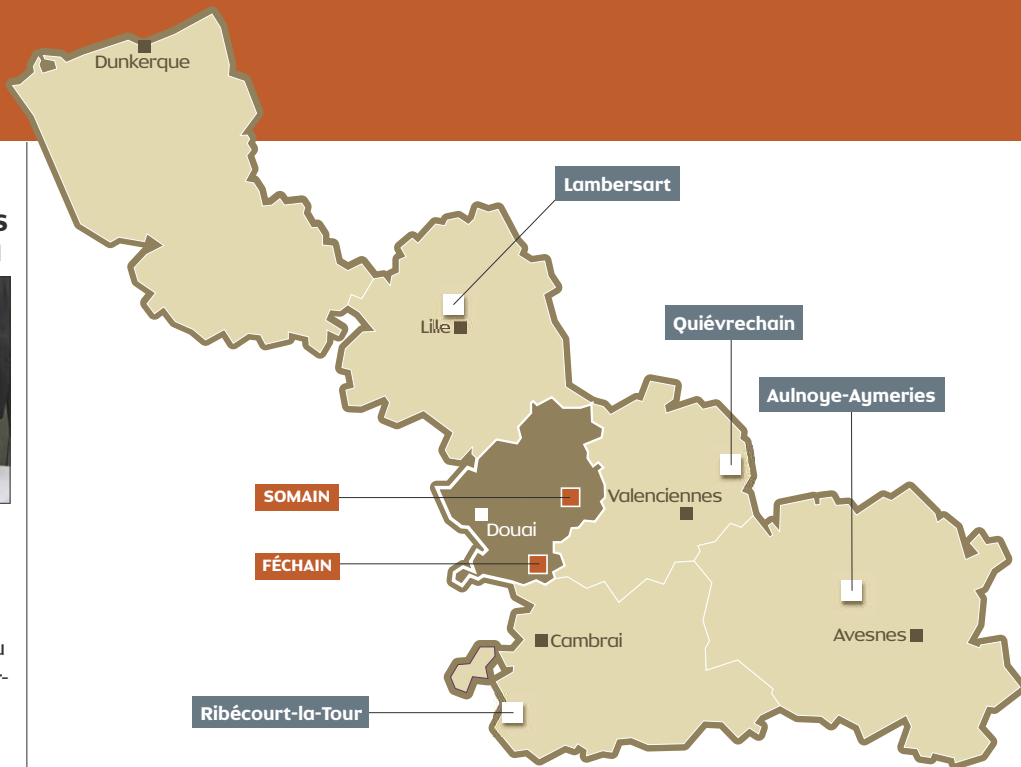 Dunkerque
Lambersart
Lille
Quiévrechain
Aulnoye-Aymeries
SOMAIN
Valenciennes
Douai
FÉCHAIN
Cambrai
Avesnes
Ribécourt-la-Tour